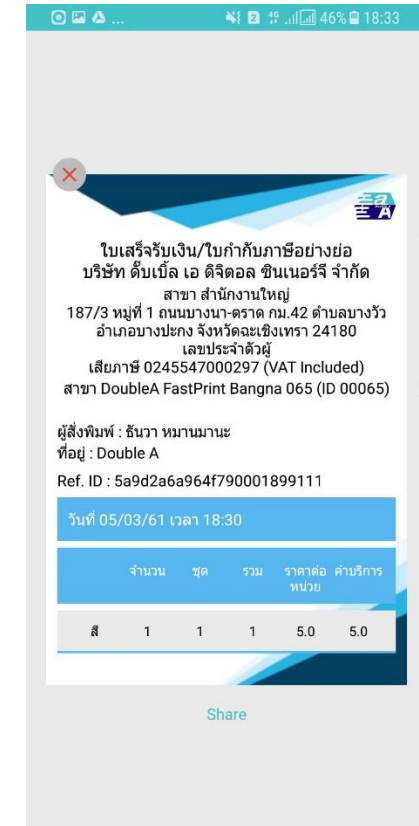 ... 2 4G 46% 18:33
aA
ใบเสร็จรับเงิน/ใบกำกับภาษีอย่างย่อ
บริษัท ดั๊บเบิ้ล เอ ดิจิตอล ซินเนอร์จี จำกัด
สาขา สำนักงานใหญ่
187/3 หมู่ที่ 1 ถนนบางนา-ตราด กม.42 ตำบลบางวัว
อำเภอบางปะกง จังหวัดฉะเชิงเทรา 24180
เลขประจำตัวผู้
เสียภาษี 0245547000297 (VAT Included)
สาขา DoubleA FastPrint Bangna 065 (ID 00065)
ผู้สั่งพิมพ์ : ธันวา หมานมานะ
ที่อยู่ : Double A
Ref. ID : 5a9d2a6a964f790001899111
วันที่ 05/03/61 เวลา 18:30
จำนวน ชุด รวม ราคาต่อหน่วย ค่าบริการ
สี 1 1 1 5.0 5.0
Share